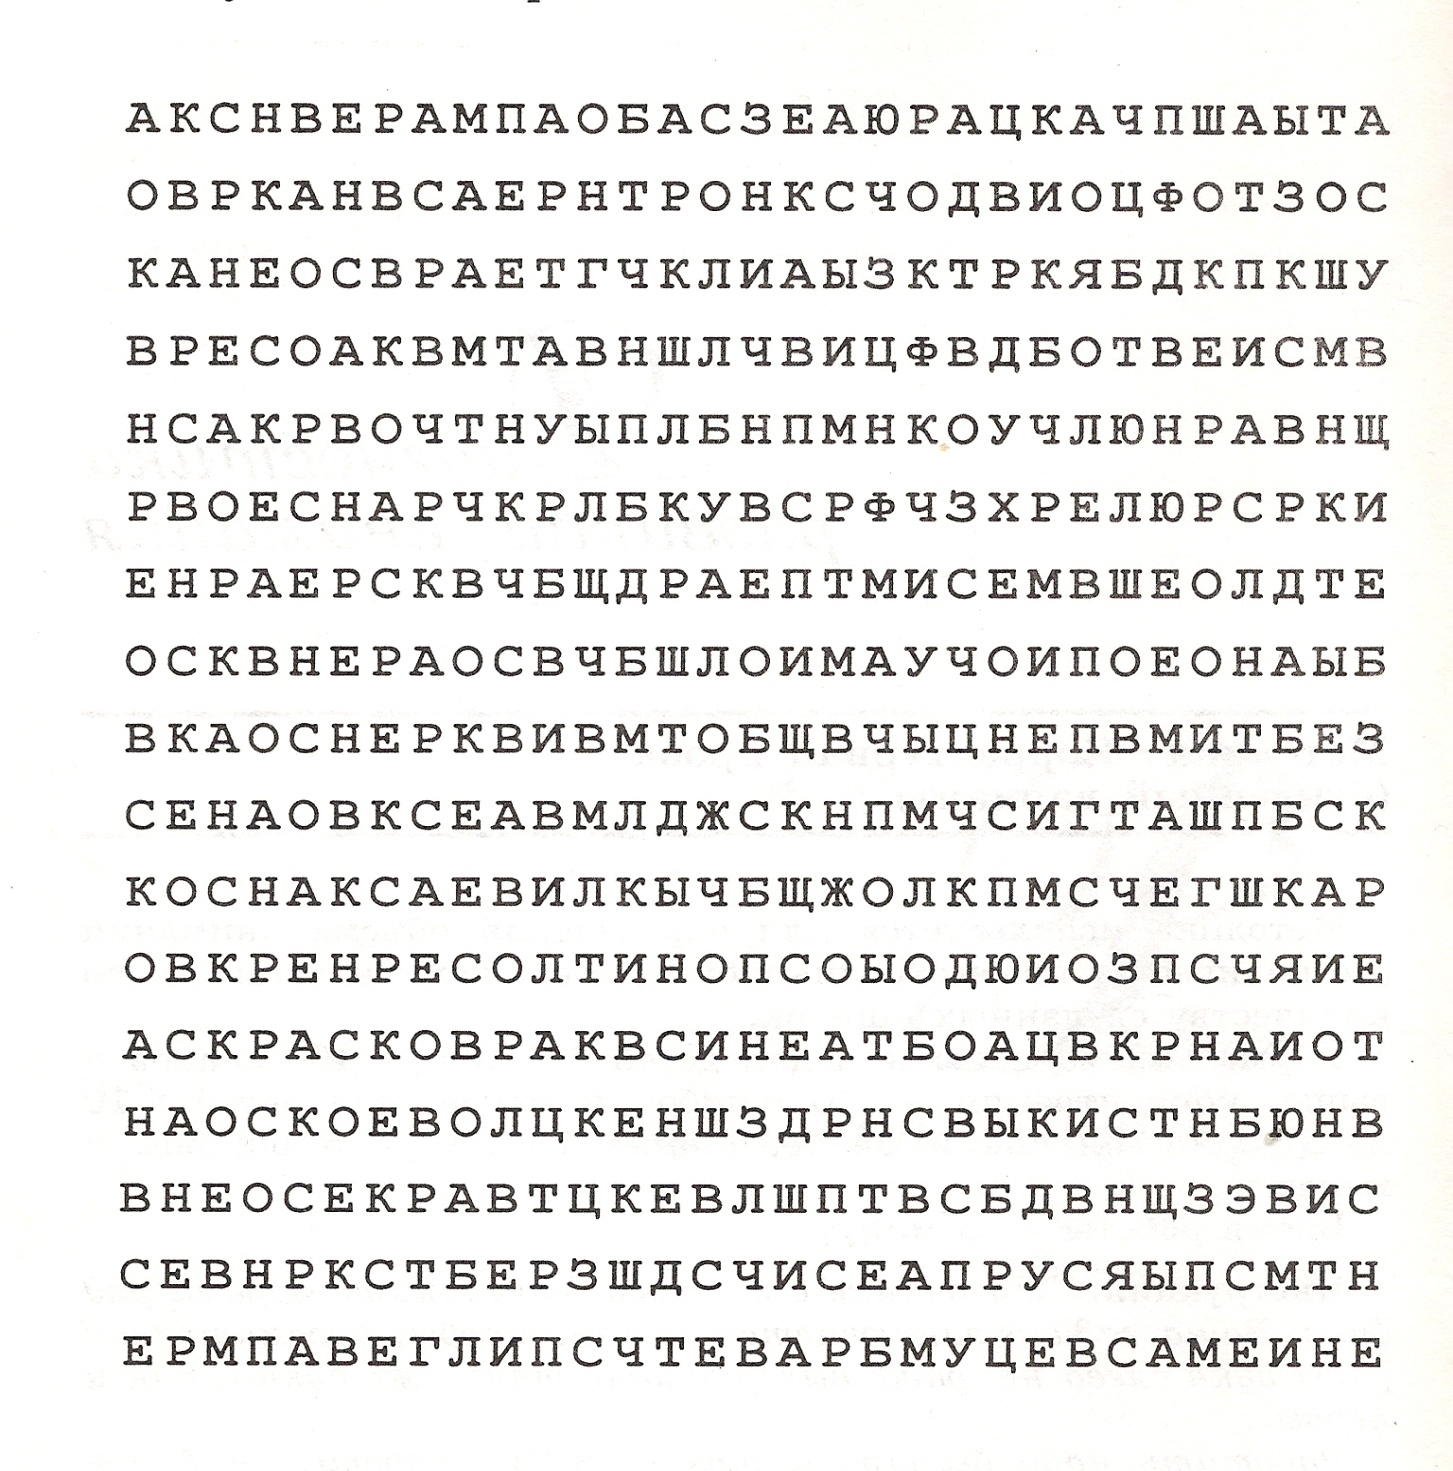 АКСНВЕРАМПАОБАСЗЕАЮРАЦКАЧПШАЫТА
ОВРКАНВСАЕРНТРОНКСЧОДВИОЦФОТЗОС
КАНЕОСВРАЕТГЧКЛИАЫЗКТРКЯБДКПКШУ
ВРЕСОАКВМТАВНШЛЧВИЦФВДБОТВЕИСМВ
НСАКРВОЧТНУЫПЛБНПМНКОУЧЛЮНРАВНЩ
РВОЕСНАРЧКРЛБКУВСРФЧЗХРЕЛЮРСРКИ
ЕНРАЕРСКВЧБЩДРАЕПТМИСЕМВШЕОЛДТЕ
ОСКВНЕРАОСВЧБШЛОИМАУЧОИПОЕОНАЫБ
ВКАОСНЕРКВИВМТОБЩВЧЫЦНЕПВМИТБЕЗ
СЕНАОВКСЕАВМЛДЖСКНПМЧСИГТАШПБСК
КОСНАКСАЕВИЛКЫЧБЩЖОЛКПМСЧЕГШКАР
ОВКРЕНРЕСОЛТИНОПСОЫОДЮИОЗПСЧЯИЕ
АСКРАСКОВРАКВСИНЕАТБОАЦВКРНАИОТ
НАОСКОЕВОЛЦКЕНШЗДРНСВЫКИСТНБЮНВ
ВНЕОСЕКРАВТЦКЕВЛШПТВСБДВНЩЗЭВИС
СЕВНРКСТБЕРЗШДСЧИСЕАПРУСЯЫПСМТН
ЕРМПАВЕГЛИПСЧТЕВАРБМУЦЕВСАМЕИНЕ